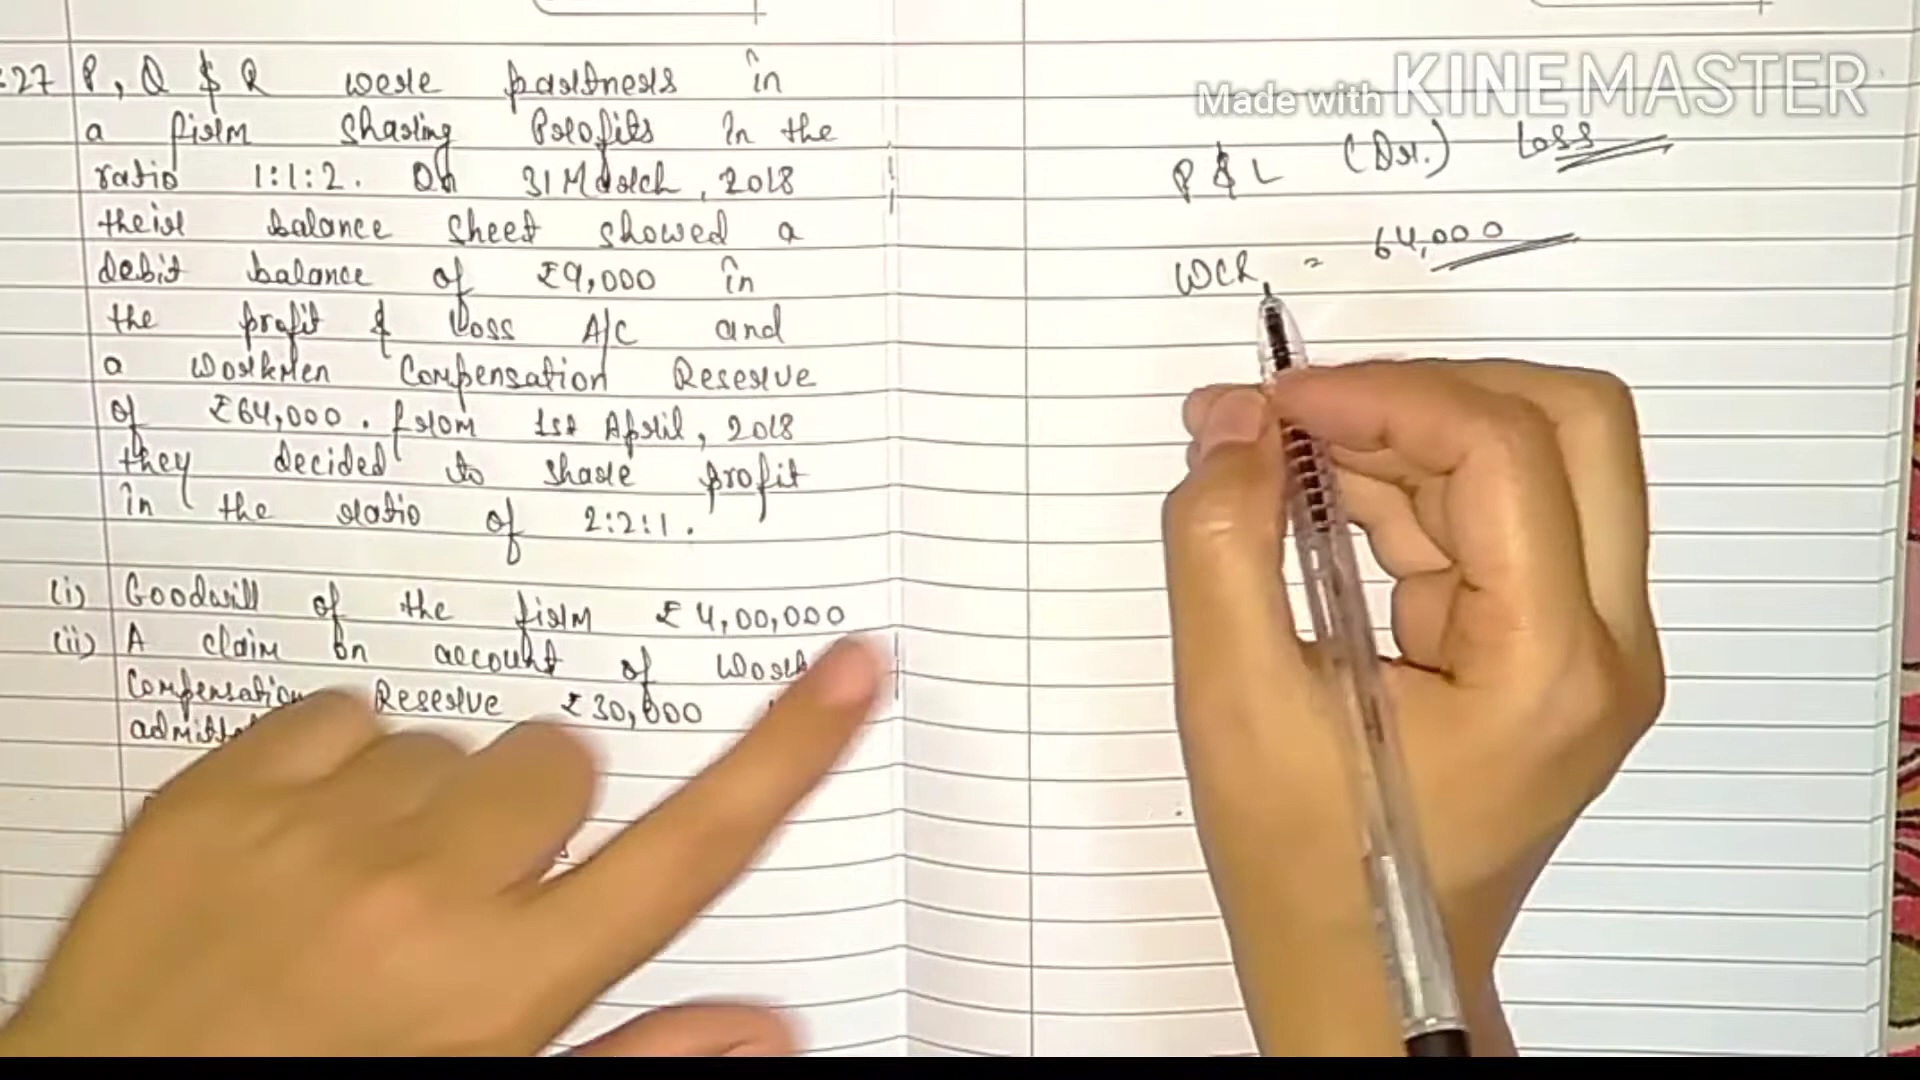 27 P, Q & R were partners in
a firm sharing Profits in the
ratio 1:1:2. On 31 March, 2018
their balance sheet showed a
debit balance of ₹9,000 in
the profit & Loss A/C and
a Workmen Compensation Reserve
of ₹64,000. from 1st April, 2018
they decided to share profit
in the ratio of 2:2:1.
(i) Goodwill of the firm ₹4,00,000
(ii) A claim on account of
Compensation Reserve ₹30,000
Made with KINEMASTER
P & L (Dr.) Loss
WCR = 64,000